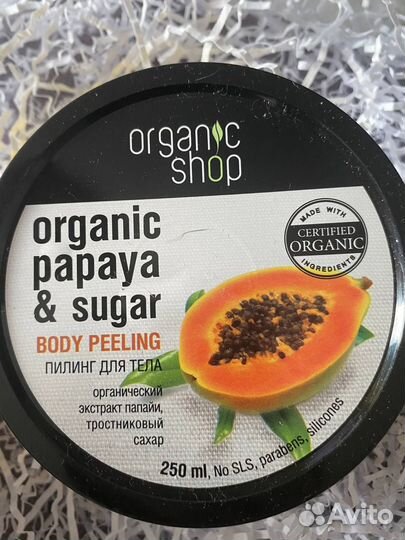 organic
shop
organic
papaya
& sugar
BODY PEELING
ПИЛИНГ ДЛЯ ТЕЛА
органический
экстракт папайи,
тростниковый
сахар
MADE WITH
CERTIFIED
ORGANIC
INGREDIENTS
250 ml, No SLS, parabens, silicones
Avito